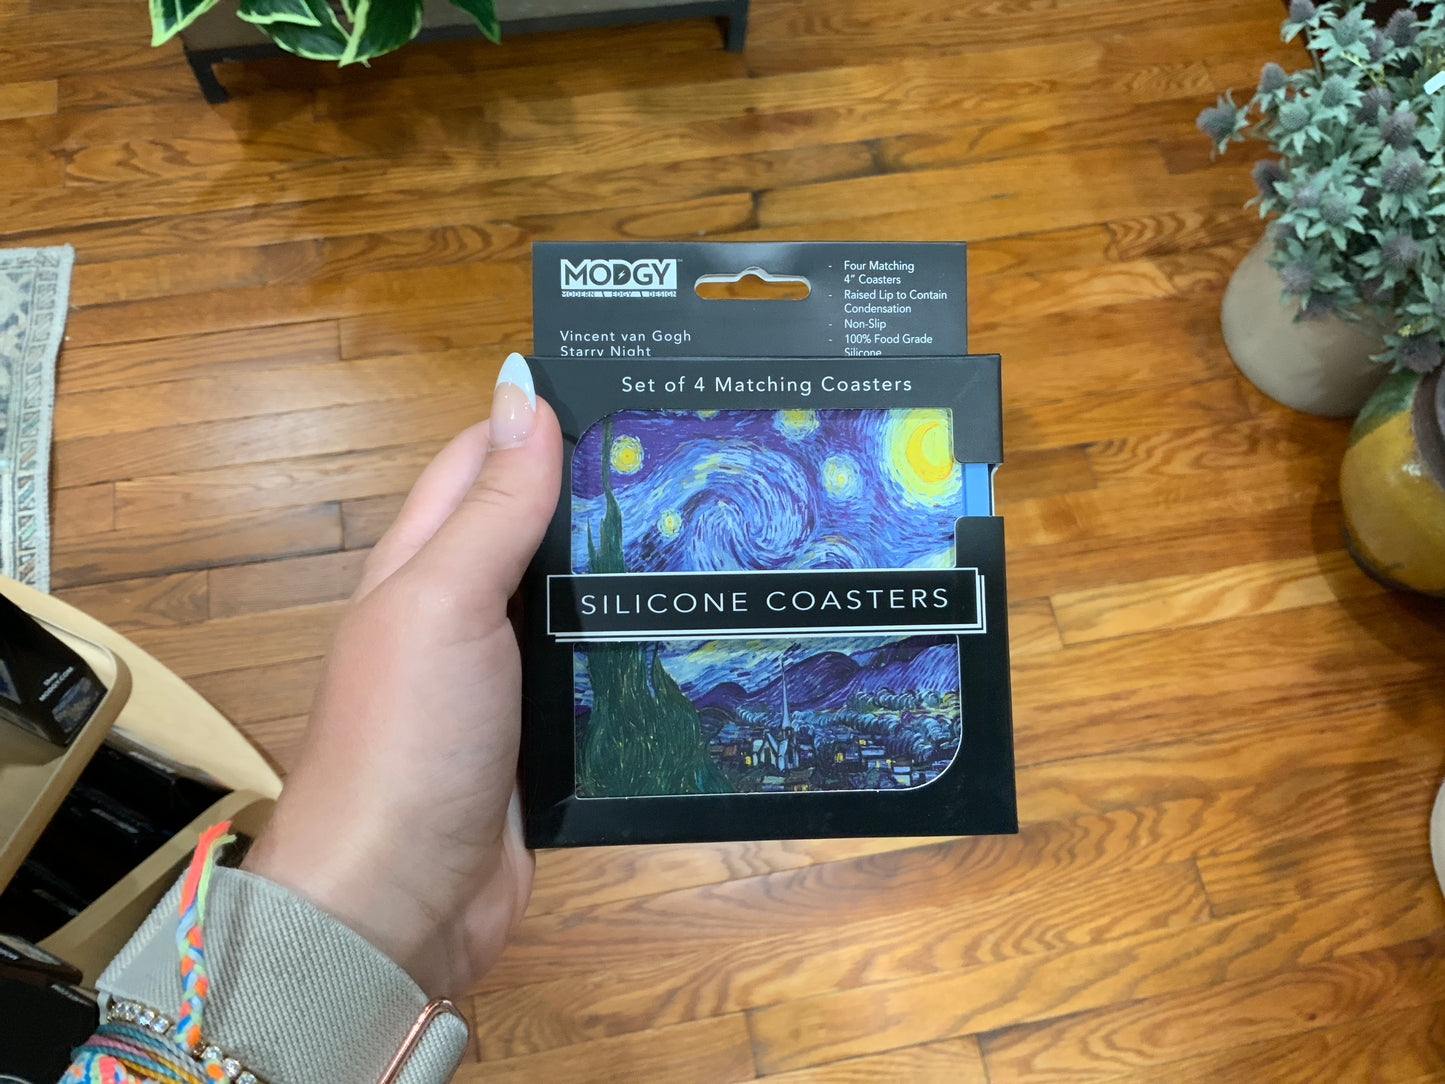 MODGY
MODERN \ EDGY \ DESIGN
Vincent van Gogh
Starry Night
- Four Matching
4" Coasters
- Raised Lip to Contain
Condensation
- Non-Slip
- 100% Food Grade
Silicone
Set of 4 Matching Coasters
SILICONE COASTERS
Shop